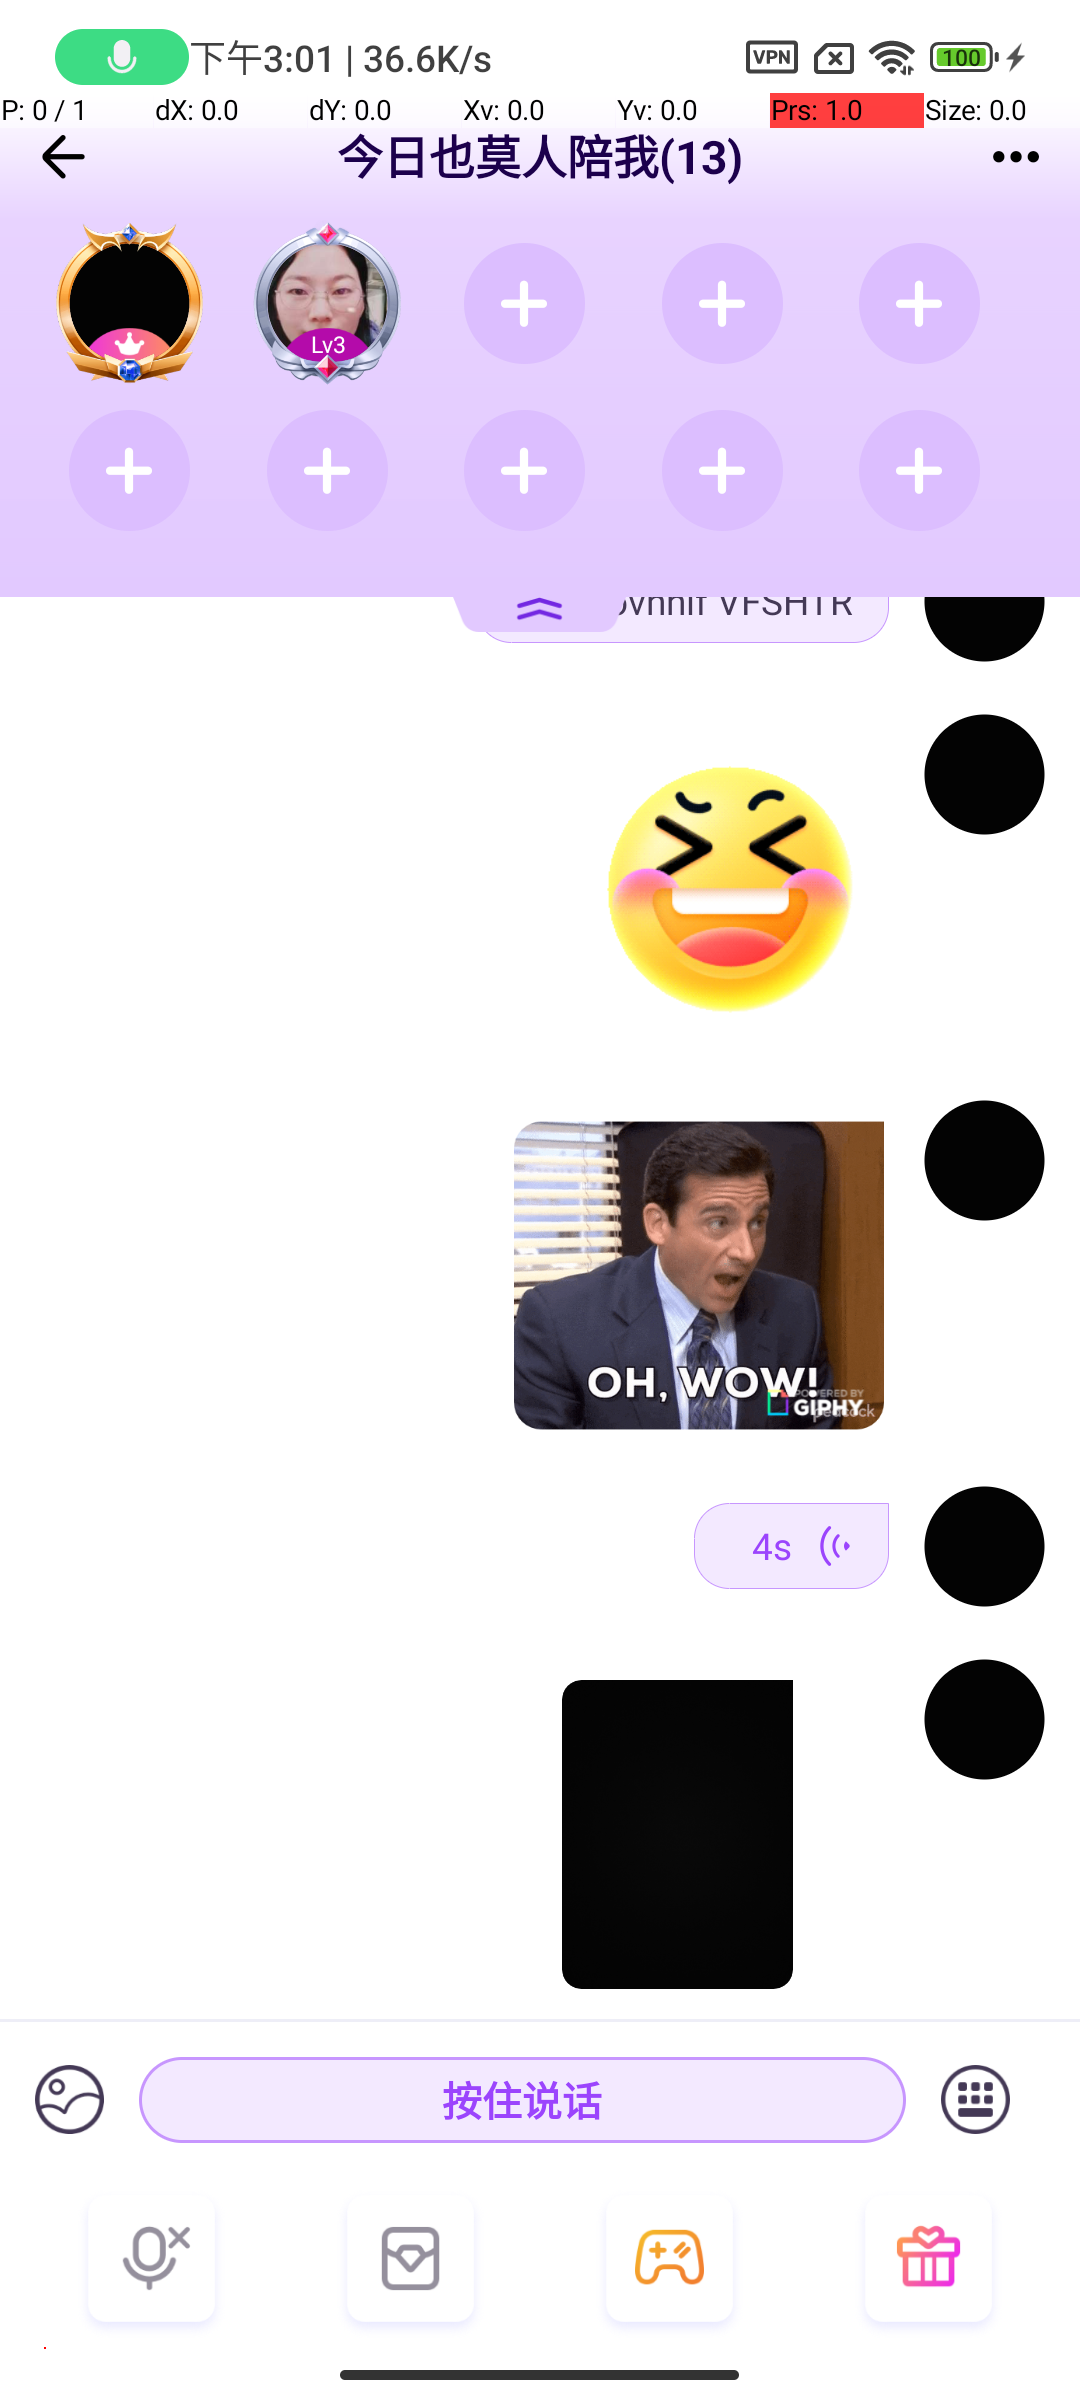 下午3:01 | 36.6K/s
VPN
100
P: 0 / 1
dX: 0.0
dY: 0.0
Xv: 0.0
Yv: 0.0
Prs: 1.0
Size: 0.0
今日也莫人陪我(13)
Lv3
VFSHTR
OH, WOW!
POWERED BY
GIPHY
peacock
4s
按住说话